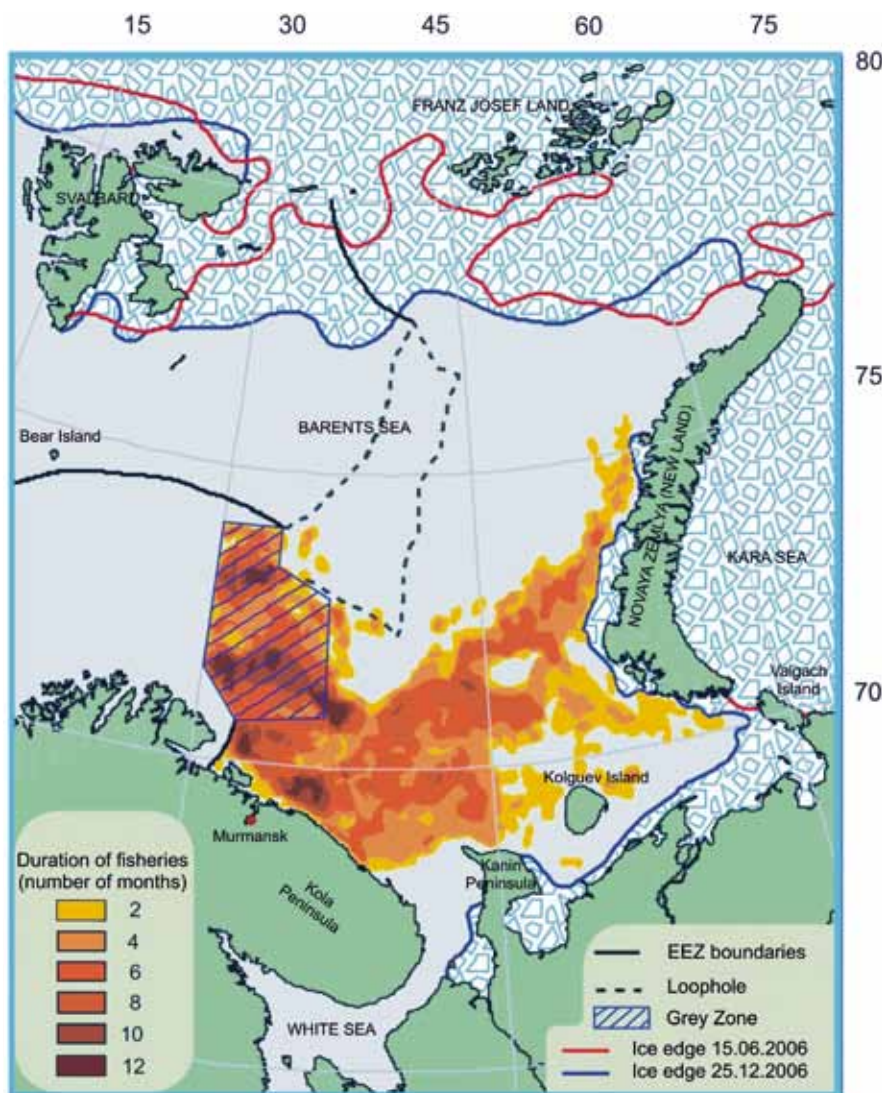 15 30 45 60 75
80
FRANZ JOSEF LAND
SVALBARD
75
BARENTS SEA
Bear Island
NOVAYA ZEMLYA (NEW LAND)
KARA SEA
Vaigach
Island
70
Kolguev Island
Murmansk
Kanin
Peninsula
Kola
Peninsula
WHITE SEA
Duration of fisheries
(number of months)
2
4
6
8
10
12
EEZ boundaries
Loophole
Grey Zone
Ice edge 15.06.2006
Ice edge 25.12.2006